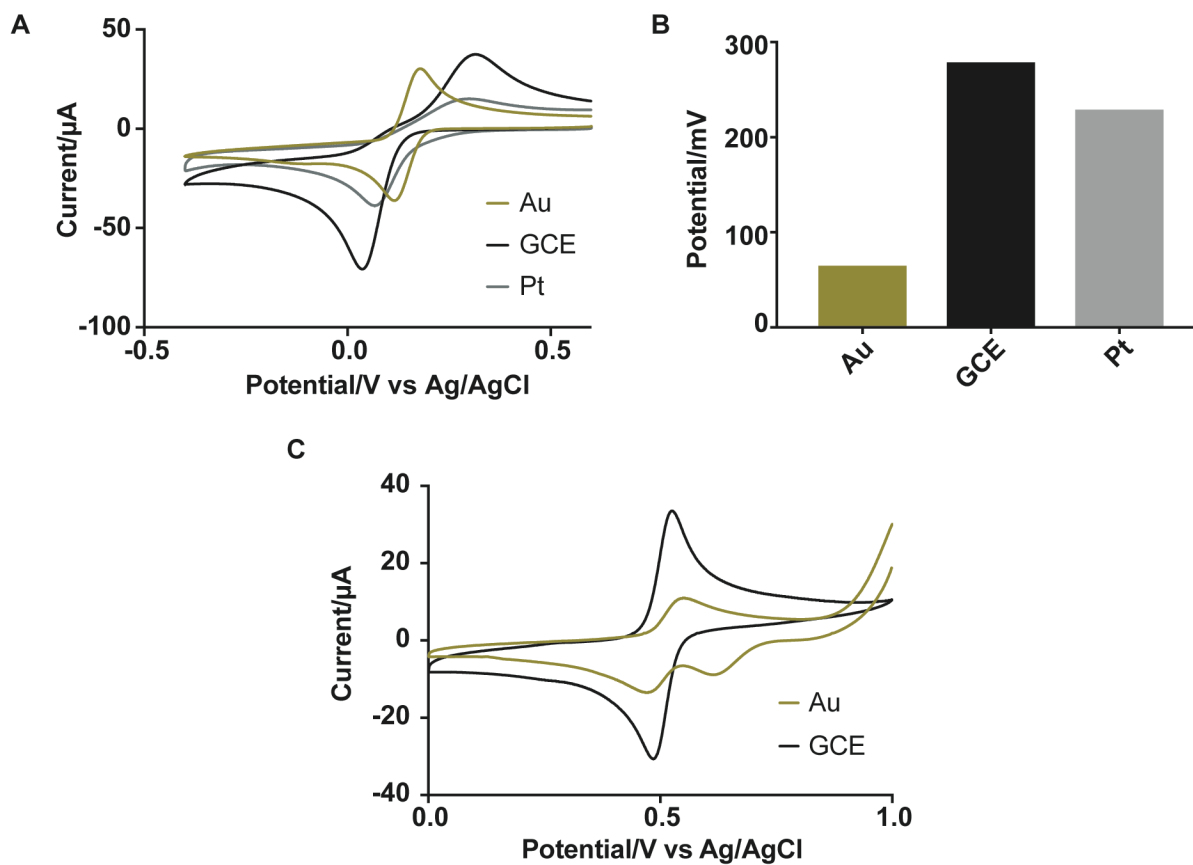 A
50
0
-50
-100
Current/µA
-0.5
0.0
0.5
Potential/V vs Ag/AgCl
Au
GCE
Pt
B
300
200
100
0
Potential/mV
Au
GCE
Pt
C
40
20
0
-20
-40
Current/µA
0.0
0.5
1.0
Potential/V vs Ag/AgCl
Au
GCE